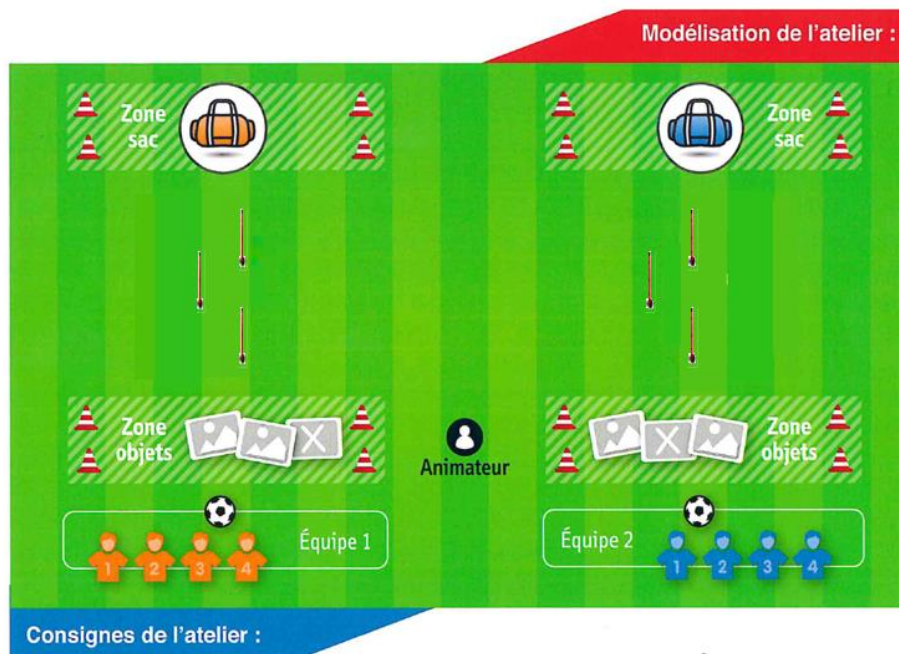 Modélisation de l'atelier :
Zone
sac
Zone
sac
Zone
objets
Animateur
Zone
objets
Équipe 1
1 2 3 4
Équipe 2
1 2 3 4
Consignes de l'atelier :